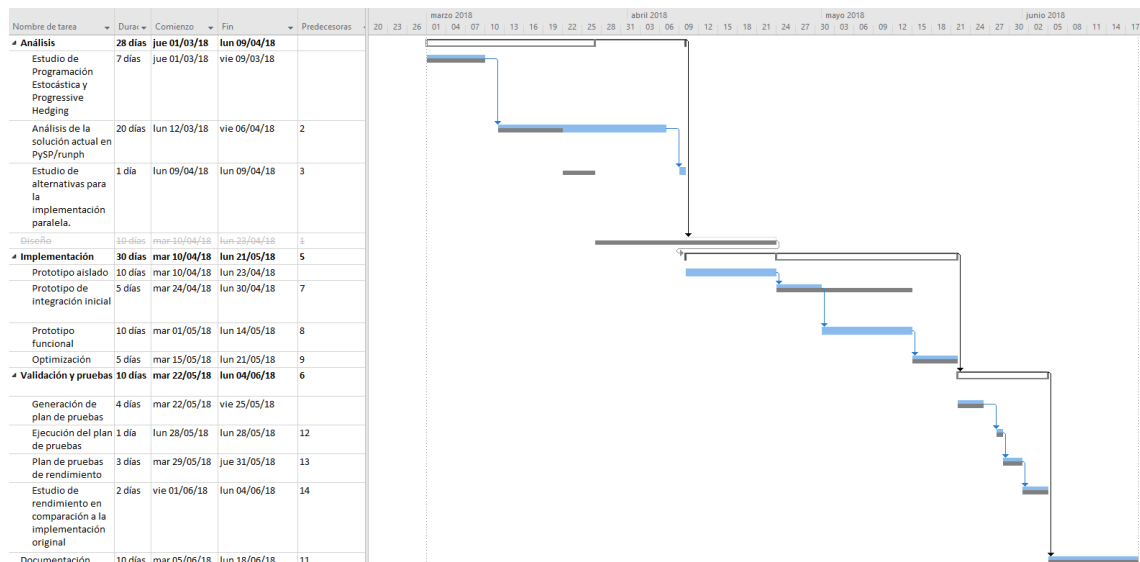 marzo 2018 abril 2018 mayo 2018 junio 2018
Nombre de tarea Durac Comienzo Fin Predecesoras 20 23 26 01 04 07 10 13 16 19 22 25 28 31 03 06 09 12 15 18 21 24 27 30 03 06 09 12 15 18 21 24 27 30 02 05 08 11 14 17
Análisis 28 días jue 01/03/18 lun 09/04/18
Estudio de 7 días jue 01/03/18 vie 09/03/18
Programación
Estocástica y
Progressive
Hedging
Análisis de la 20 días lun 12/03/18 vie 06/04/18 2
solución actual en
PySP/runph
Estudio de 1 día lun 09/04/18 lun 09/04/18 3
alternativas para
la
implementación
paralela.
Diseño 10 días mar 10/04/18 lun 23/04/18 1
Implementación 30 días mar 10/04/18 lun 21/05/18 5
Prototipo aislado 10 días mar 10/04/18 lun 23/04/18
Prototipo de 5 días mar 24/04/18 lun 30/04/18 7
integración inicial
Prototipo 10 días mar 01/05/18 lun 14/05/18 8
funcional
Optimización 5 días mar 15/05/18 lun 21/05/18 9
Validación y pruebas 10 días mar 22/05/18 lun 04/06/18 6
Generación de 4 días mar 22/05/18 vie 25/05/18
plan de pruebas
Ejecución del plan 1 día lun 28/05/18 lun 28/05/18 12
de pruebas
Plan de pruebas 3 días mar 29/05/18 jue 31/05/18 13
de rendimiento
Estudio de 2 días vie 01/06/18 lun 04/06/18 14
rendimiento en
comparación a la
implementación
original
Documentación 10 días mar 05/06/18 lun 18/06/18 11